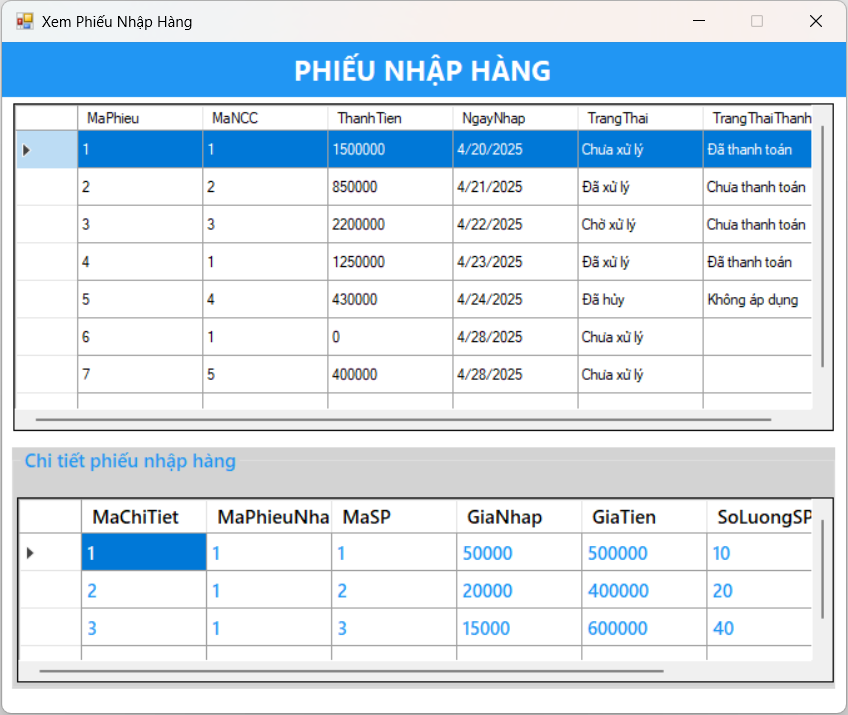 Xem Phiếu Nhập Hàng
PHIẾU NHẬP HÀNG
MaPhieu MaNCC ThanhTien NgayNhap TrangThai TrangThaiThanh
1 1 1500000 4/20/2025 Chưa xử lý Đã thanh toán
2 2 850000 4/21/2025 Đã xử lý Chưa thanh toán
3 3 2200000 4/22/2025 Chờ xử lý Chưa thanh toán
4 1 1250000 4/23/2025 Đã xử lý Đã thanh toán
5 4 430000 4/24/2025 Đã hủy Không áp dụng
6 1 0 4/28/2025 Chưa xử lý
7 5 400000 4/28/2025 Chưa xử lý
Chi tiết phiếu nhập hàng
MaChiTiet MaPhieuNha MaSP GiaNhap GiaTien SoLuongSP
1 1 1 50000 500000 10
2 1 2 20000 400000 20
3 1 3 15000 600000 40